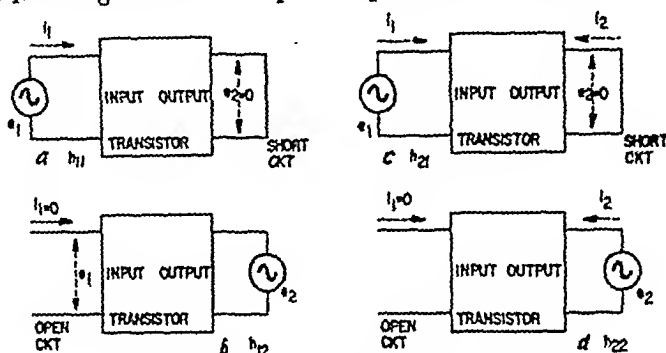 i1
INPUT OUTPUT
e2=0
e1
TRANSISTOR
SHORT
CKT
a h11
i1
i2
INPUT OUTPUT
e2=0
e1
TRANSISTOR
SHORT
CKT
c h21
i1=0
e1
INPUT OUTPUT
e2
OPEN
CKT
TRANSISTOR
b h12
i1=0
i2
INPUT OUTPUT
e2
OPEN
CKT
TRANSISTOR
d h22